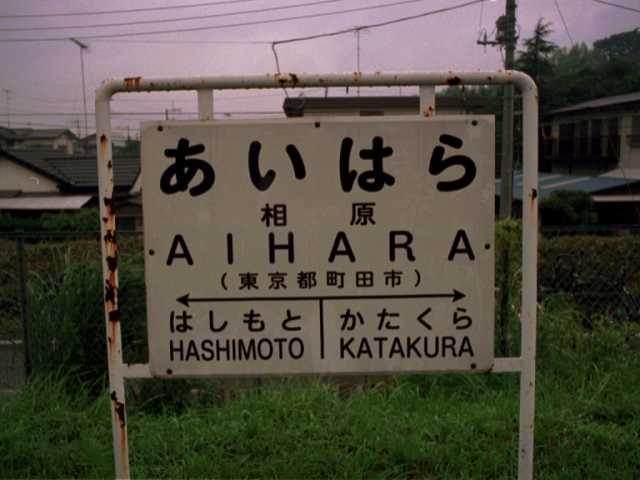 あいはら
相原
AIHARA
(東京都町田市)
はしもと かたくら
HASHIMOTO KATAKURA